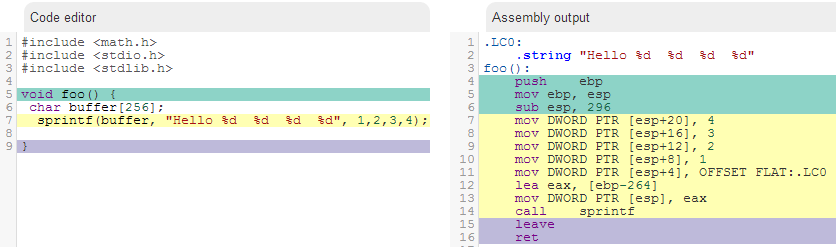 Code editor
1 #include <math.h>
2 #include <stdio.h>
3 #include <stdlib.h>
4
5 void foo() {
6  char buffer[256];
7   sprintf(buffer, "Hello %d  %d  %d  %d", 1,2,3,4);
8
9 }
Assembly output
1 .LC0:
2     .string "Hello %d  %d  %d  %d"
3 foo():
4     push    ebp
5     mov ebp, esp
6     sub esp, 296
7     mov DWORD PTR [esp+20], 4
8     mov DWORD PTR [esp+16], 3
9     mov DWORD PTR [esp+12], 2
10     mov DWORD PTR [esp+8], 1
11     mov DWORD PTR [esp+4], OFFSET FLAT:.LC0
12     lea eax, [ebp-264]
13     mov DWORD PTR [esp], eax
14     call    sprintf
15     leave
16     ret